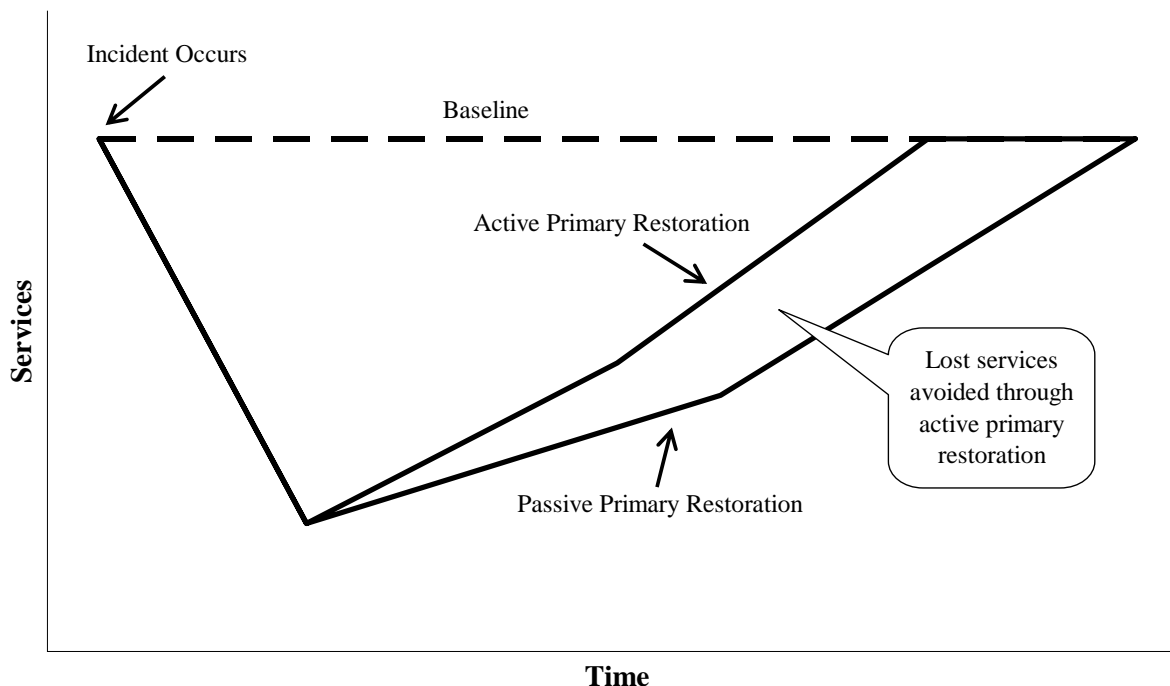 Incident Occurs
Baseline
Active Primary Restoration
Services
Lost services
avoided through
active primary
restoration
Passive Primary Restoration
Time